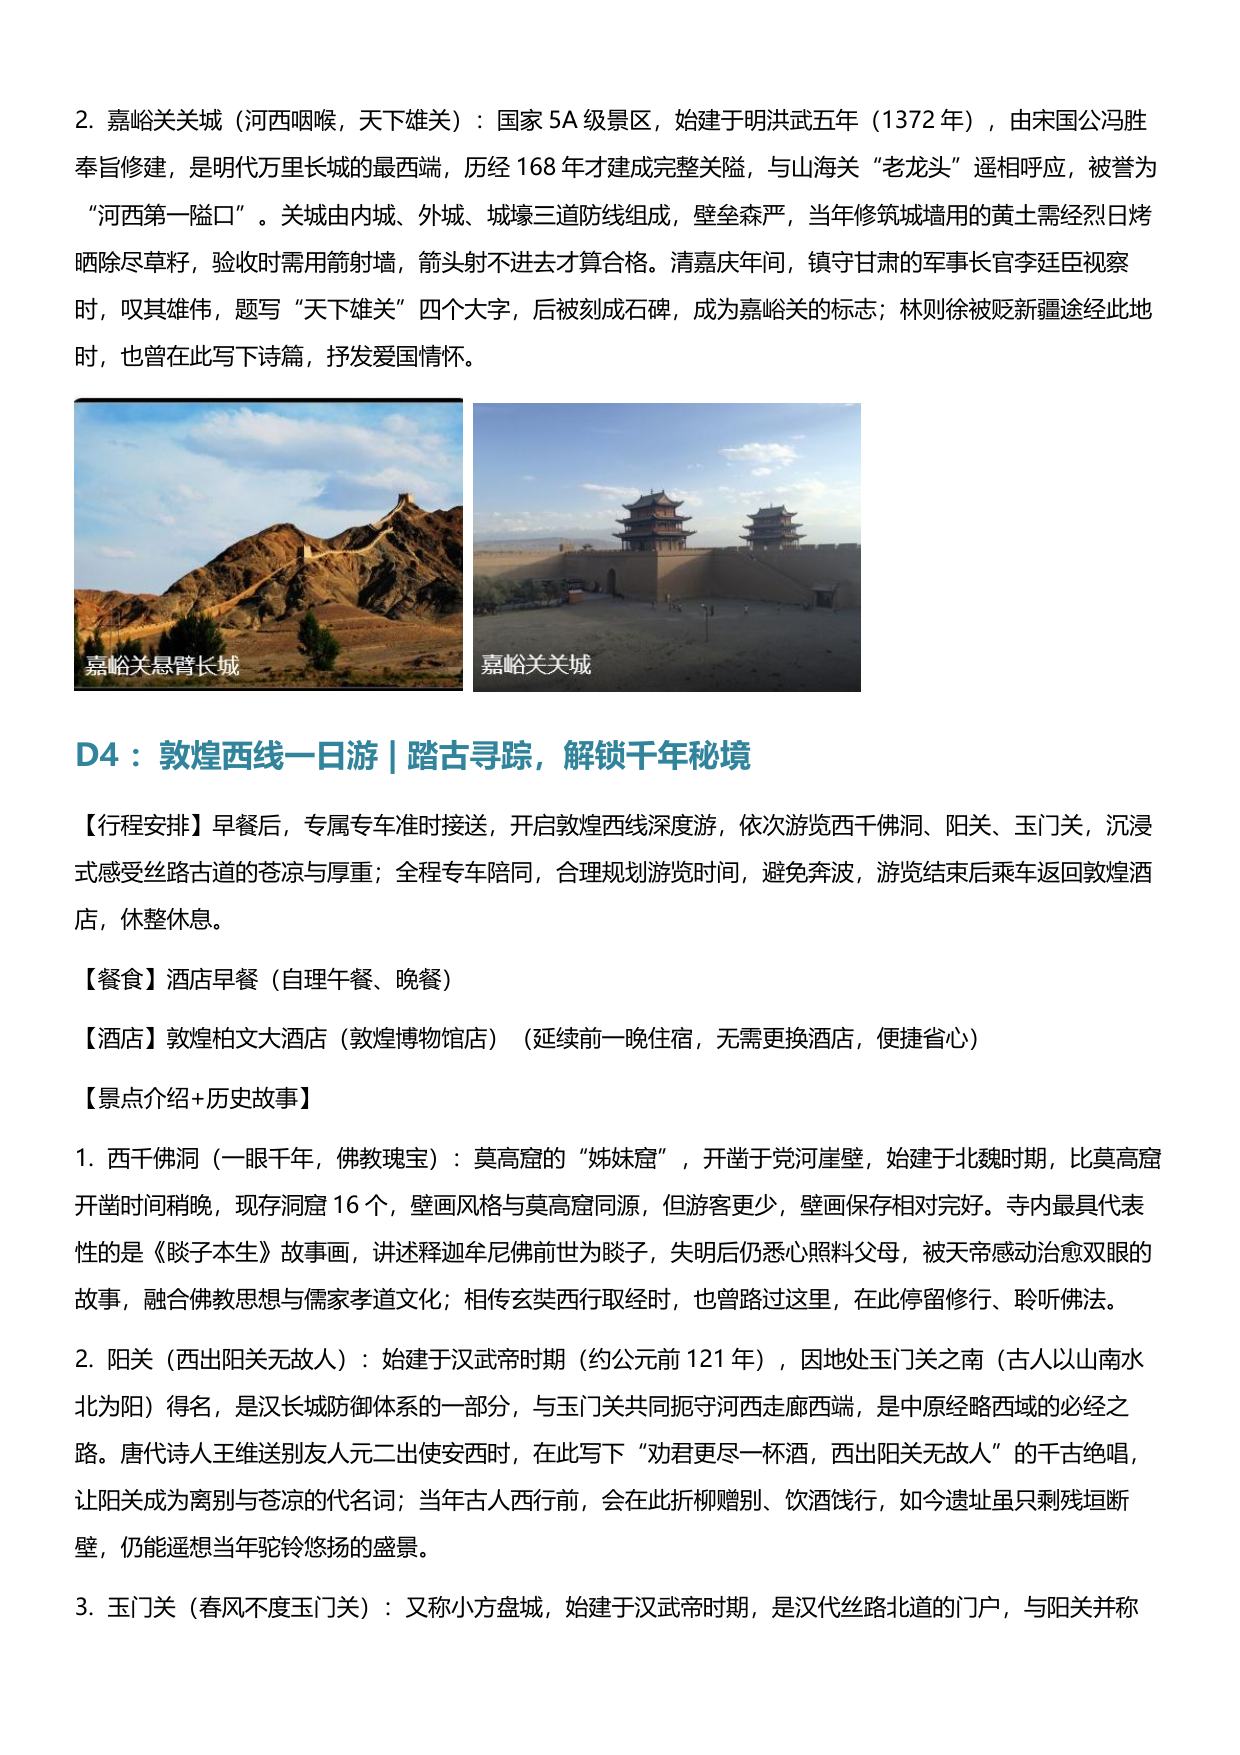 2. 嘉峪关关城（河西咽喉，天下雄关）：国家 5A 级景区，始建于明洪武五年（1372 年），由宋国公冯胜
奉旨修建，是明代万里长城的最西端，历经 168 年才建成完整关隘，与山海关“老龙头”遥相呼应，被誉为
“河西第一隘口”。关城由内城、外城、城壕三道防线组成，壁垒森严，当年修筑城墙用的黄土需经烈日烤
晒除尽草籽，验收时需用箭射墙，箭头射不进去才算合格。清嘉庆年间，镇守甘肃的军事长官李廷臣视察
时，叹其雄伟，题写“天下雄关”四个大字，后被刻成石碑，成为嘉峪关的标志；林则徐被贬新疆途经此地
时，也曾在此写下诗篇，抒发爱国情怀。
嘉峪关悬臂长城
嘉峪关关城
D4 ：敦煌西线一日游 | 踏古寻踪，解锁千年秘境
【行程安排】早餐后，专属专车准时接送，开启敦煌西线深度游，依次游览西千佛洞、阳关、玉门关，沉浸
式感受丝路古道的苍凉与厚重；全程专车陪同，合理规划游览时间，避免奔波，游览结束后乘车返回敦煌酒
店，休整休息。
【餐食】酒店早餐（自理午餐、晚餐）
【酒店】敦煌柏文大酒店（敦煌博物馆店）（延续前一晚住宿，无需更换酒店，便捷省心）
【景点介绍+历史故事】
1. 西千佛洞（一眼千年，佛教瑰宝）：莫高窟的“姊妹窟”，开凿于党河崖壁，始建于北魏时期，比莫高窟
开凿时间稍晚，现存洞窟 16 个，壁画风格与莫高窟同源，但游客更少，壁画保存相对完好。寺内最具代表
性的是《睒子本生》故事画，讲述释迦牟尼佛前世为睒子，失明后仍悉心照料父母，被天帝感动治愈双眼的
故事，融合佛教思想与儒家孝道文化；相传玄奘西行取经时，也曾路过这里，在此停留修行、聆听佛法。
2. 阳关（西出阳关无故人）：始建于汉武帝时期（约公元前 121 年），因地处玉门关之南（古人以山南水
北为阳）得名，是汉长城防御体系的一部分，与玉门关共同扼守河西走廊西端，是中原经略西域的必经之
路。唐代诗人王维送别友人元二出使安西时，在此写下“劝君更尽一杯酒，西出阳关无故人”的千古绝唱，
让阳关成为离别与苍凉的代名词；当年古人西行前，会在此折柳赠别、饮酒饯行，如今遗址虽只剩残垣断
壁，仍能遥想当年驼铃悠扬的盛景。
3. 玉门关（春风不度玉门关）：又称小方盘城，始建于汉武帝时期，是汉代丝路北道的门户，与阳关并称